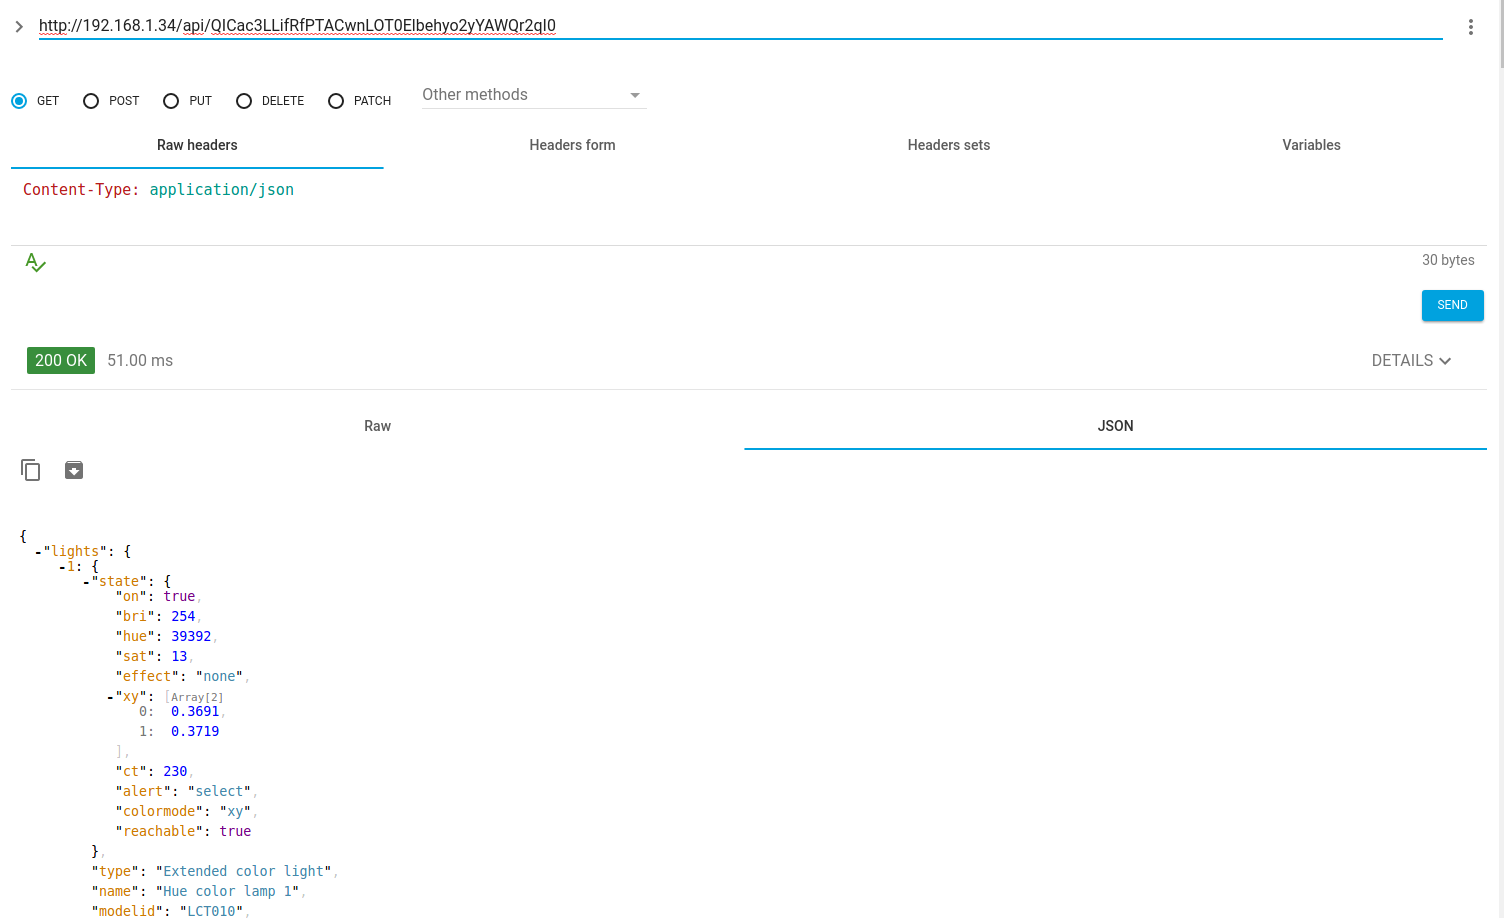 http://192.168.1.34/api/QICac3LLifRfPTACwnLOT0Elbehyo2yYAWQr2ql0
GET POST PUT DELETE PATCH Other methods
Raw headers Headers form Headers sets Variables
Content-Type: application/json
30 bytes
SEND
200 OK 51.00 ms DETAILS
Raw JSON
{
-"lights": {
-1: {
-"state": {
"on": true,
"bri": 254,
"hue": 39392,
"sat": 13,
"effect": "none",
-"xy": [Array[2]
0: 0.3691,
1: 0.3719
],
"ct": 230,
"alert": "select",
"colormode": "xy",
"reachable": true
},
"type": "Extended color light",
"name": "Hue color lamp 1",
"modelid": "LCT010",